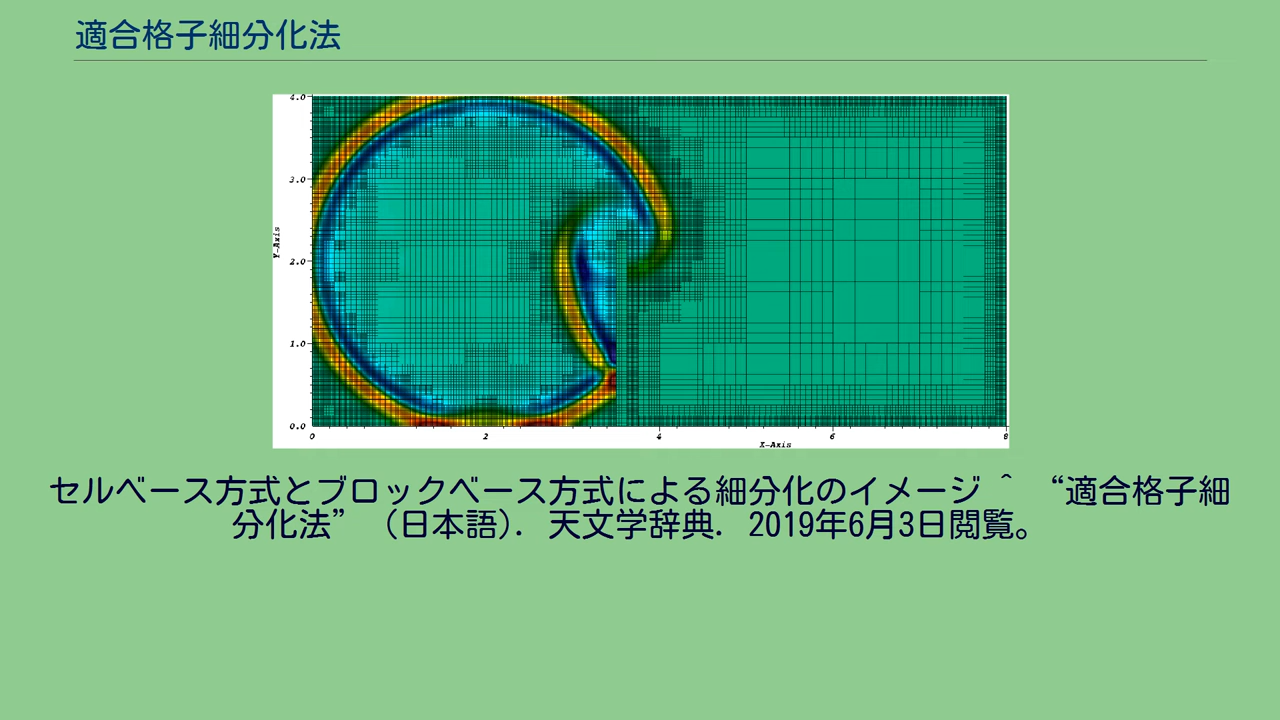 適合格子細分化法
4.0
3.0
2.0
1.0
0.0
Y-Axis
0 2 4 6 8
X-Axis
セルベース方式とブロックベース方式による細分化のイメージ ^ “適合格子細
分化法” (日本語). 天文学辞典. 2019年6月3日閲覧。